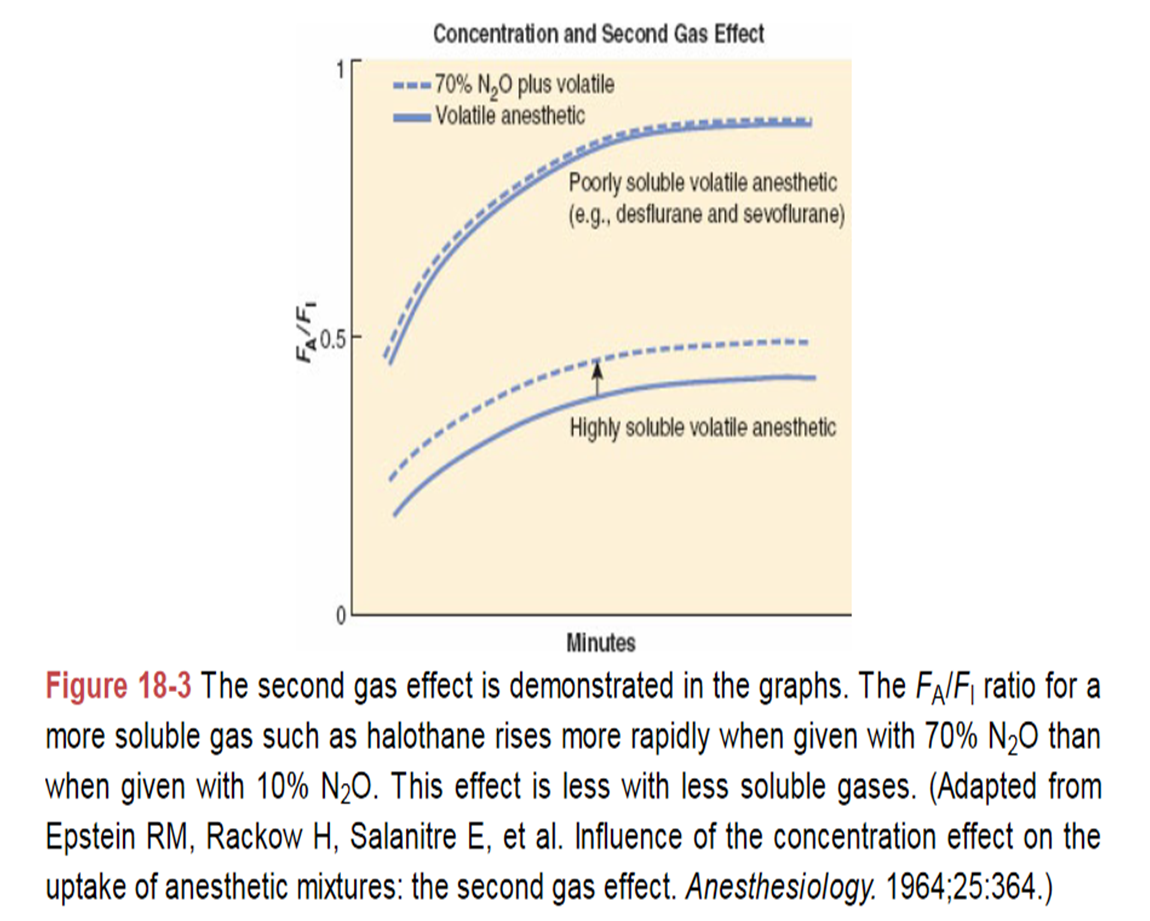 Concentration and Second Gas Effect
1
70% N₂O plus volatile
Volatile anesthetic
Poorly soluble volatile anesthetic
(e.g., desflurane and sevoflurane)
Fᴀ/Fɪ
0.5
Highly soluble volatile anesthetic
0
Minutes
Figure 18-3 The second gas effect is demonstrated in the graphs. The Fᴀ/Fɪ ratio for a
more soluble gas such as halothane rises more rapidly when given with 70% N₂O than
when given with 10% N₂O. This effect is less with less soluble gases. (Adapted from
Epstein RM, Rackow H, Salanitre E, et al. Influence of the concentration effect on the
uptake of anesthetic mixtures: the second gas effect. Anesthesiology. 1964;25:364.)